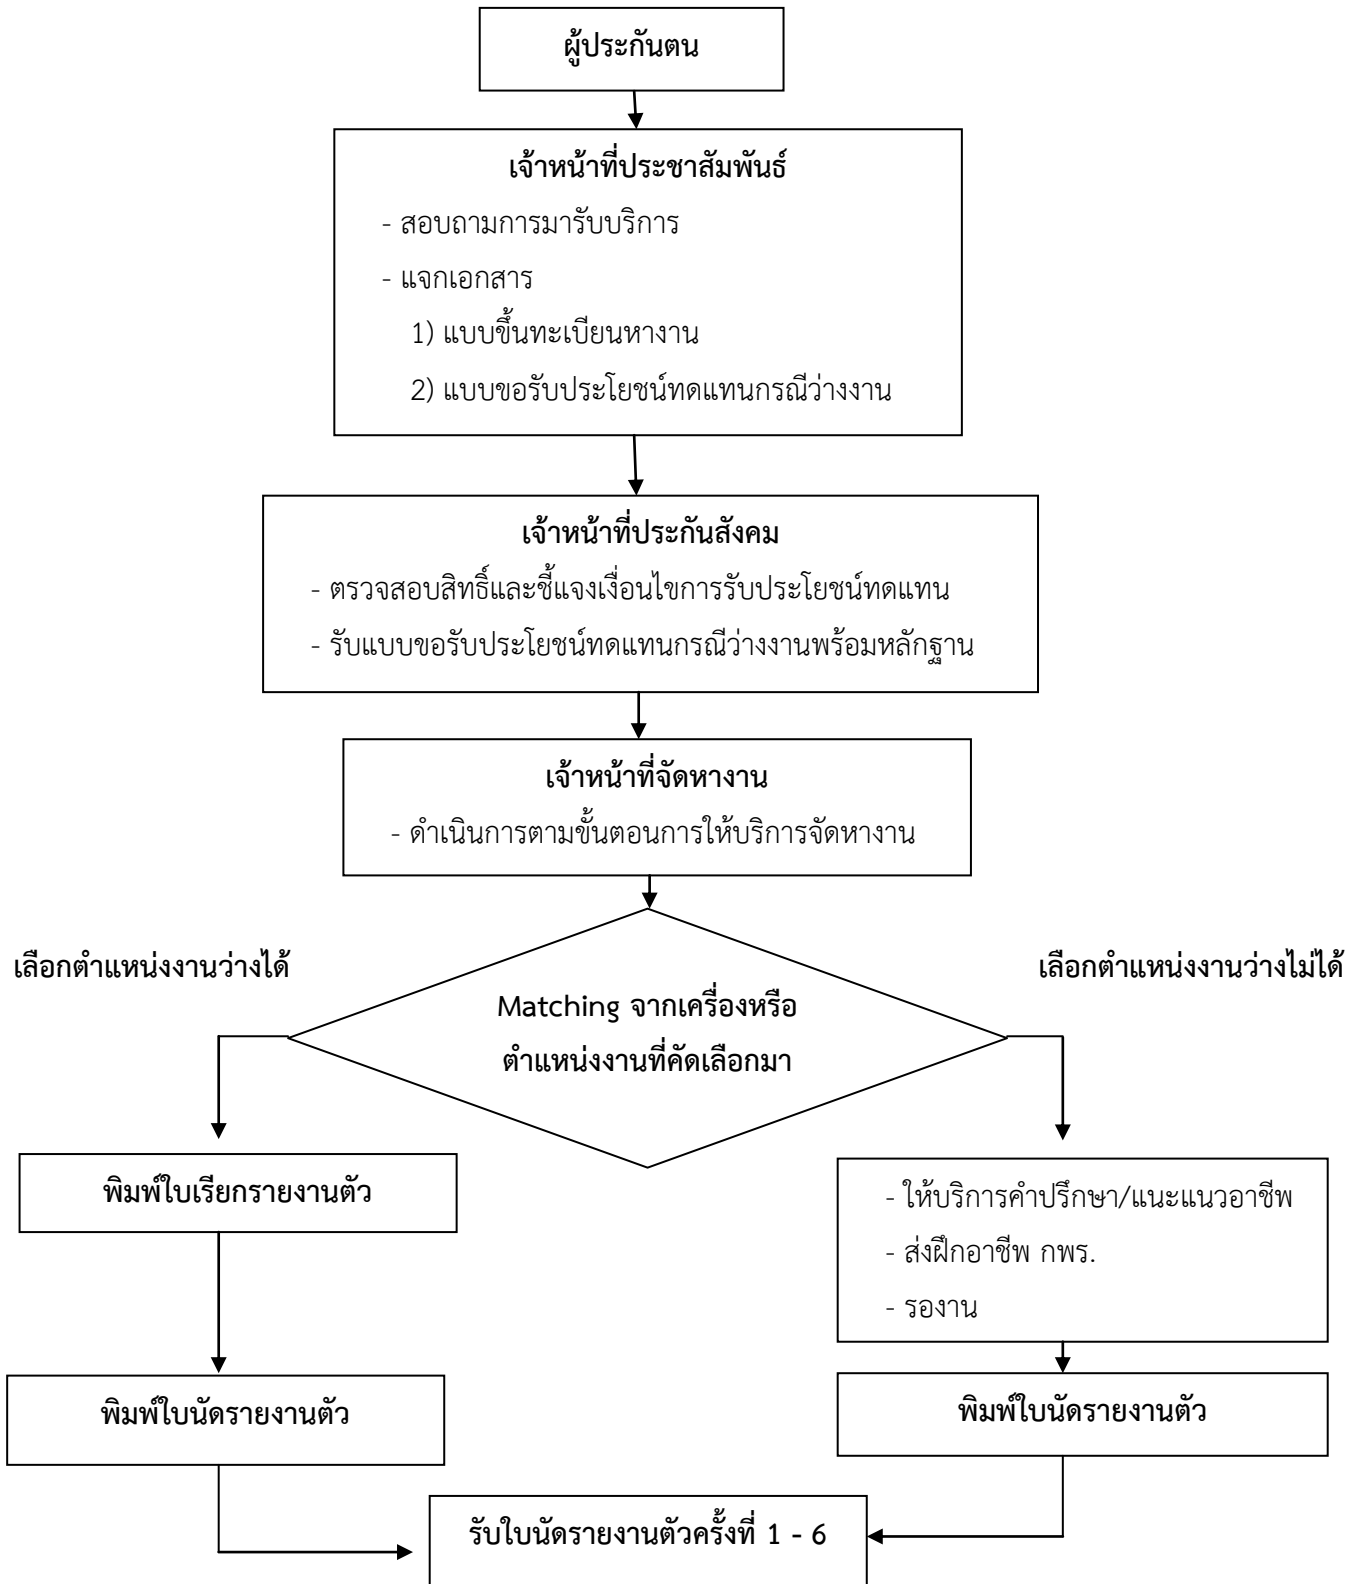 ผู้ประกันตน
เจ้าหน้าที่ประชาสัมพันธ์
- สอบถามการมารับบริการ
- แจกเอกสาร
1) แบบขึ้นทะเบียนหางาน
2) แบบขอรับประโยชน์ทดแทนกรณีว่างงาน
เจ้าหน้าที่ประกันสังคม
- ตรวจสอบสิทธิ์และชี้แจงเงื่อนไขการรับประโยชน์ทดแทน
- รับแบบขอรับประโยชน์ทดแทนกรณีว่างงานพร้อมหลักฐาน
เจ้าหน้าที่จัดหางาน
- ดำเนินการตามขั้นตอนการให้บริการจัดหางาน
เลือกตำแหน่งงานว่างได้
เลือกตำแหน่งงานว่างไม่ได้
Matching จากเครื่องหรือ
ตำแหน่งงานที่คัดเลือกมา
พิมพ์ใบเรียกรายงานตัว
- ให้บริการคำปรึกษา/แนะแนวอาชีพ
- ส่งฝึกอาชีพ กพร.
- รองาน
พิมพ์ใบนัดรายงานตัว
พิมพ์ใบนัดรายงานตัว
รับใบนัดรายงานตัวครั้งที่ 1 - 6